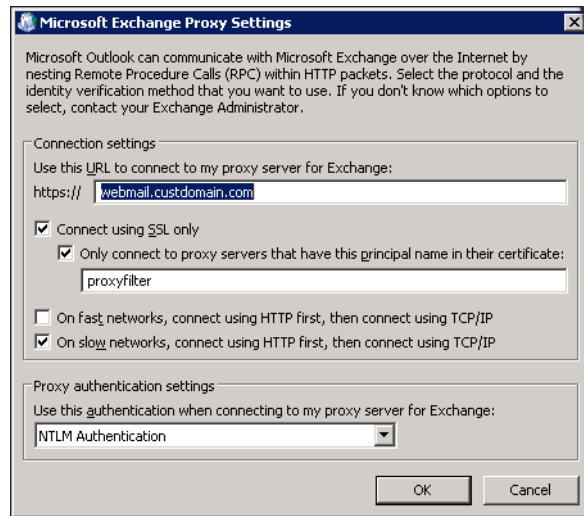 Microsoft Exchange Proxy Settings
Microsoft Outlook can communicate with Microsoft Exchange over the Internet by
nesting Remote Procedure Calls (RPC) within HTTP packets. Select the protocol and the
identity verification method that you want to use. If you don't know which options to
select, contact your Exchange Administrator.
Connection settings
Use this URL to connect to my proxy server for Exchange:
https:// webmail.custdomain.com
Connect using SSL only
Only connect to proxy servers that have this principal name in their certificate:
proxyfilter
On fast networks, connect using HTTP first, then connect using TCP/IP
On slow networks, connect using HTTP first, then connect using TCP/IP
Proxy authentication settings
Use this authentication when connecting to my proxy server for Exchange:
NTLM Authentication
OK Cancel